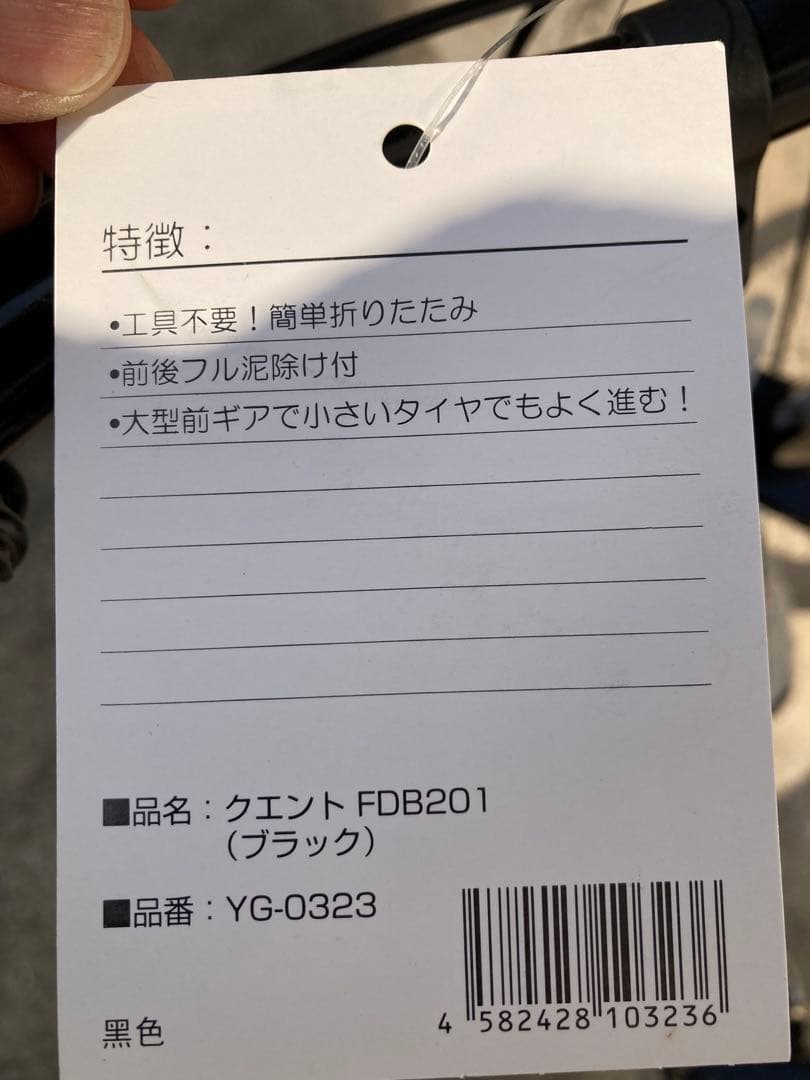 特徴：
•工具不要！簡単折りたたみ
•前後フル泥除け付
•大型前ギアで小さいタイヤでもよく進む！
■品名：クエント FDB201
（ブラック）
■品番：YG-0323
黒色
4 582428 103236